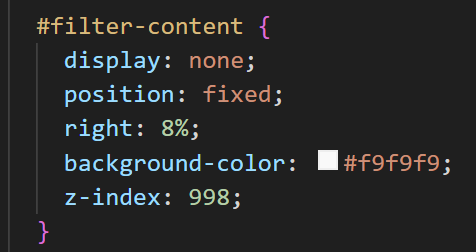 #filter-content {
display: none;
position: fixed;
right: 8%;
background-color: #f9f9f9;
z-index: 998;
}